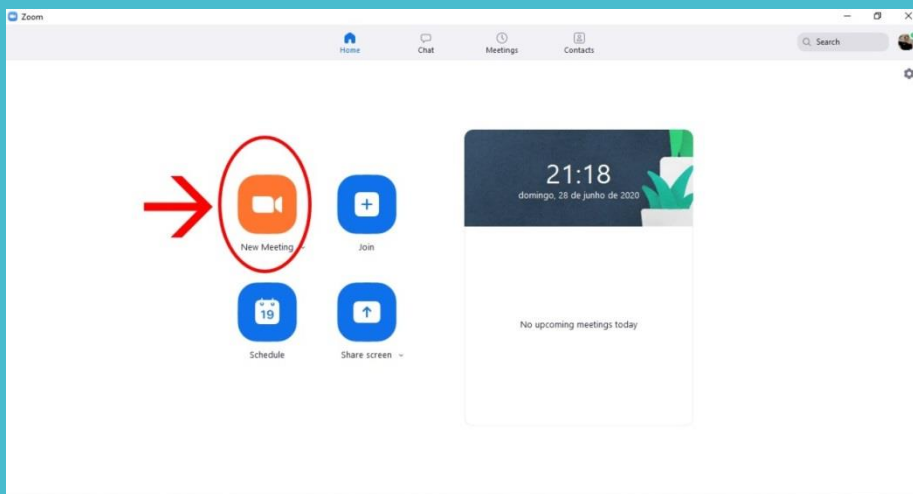 Zoom
Home
Chat
Meetings
Contacts
Search
21:18
domingo, 28 de junho de 2020
New Meeting
Join
19
Schedule
Share screen
No upcoming meetings today